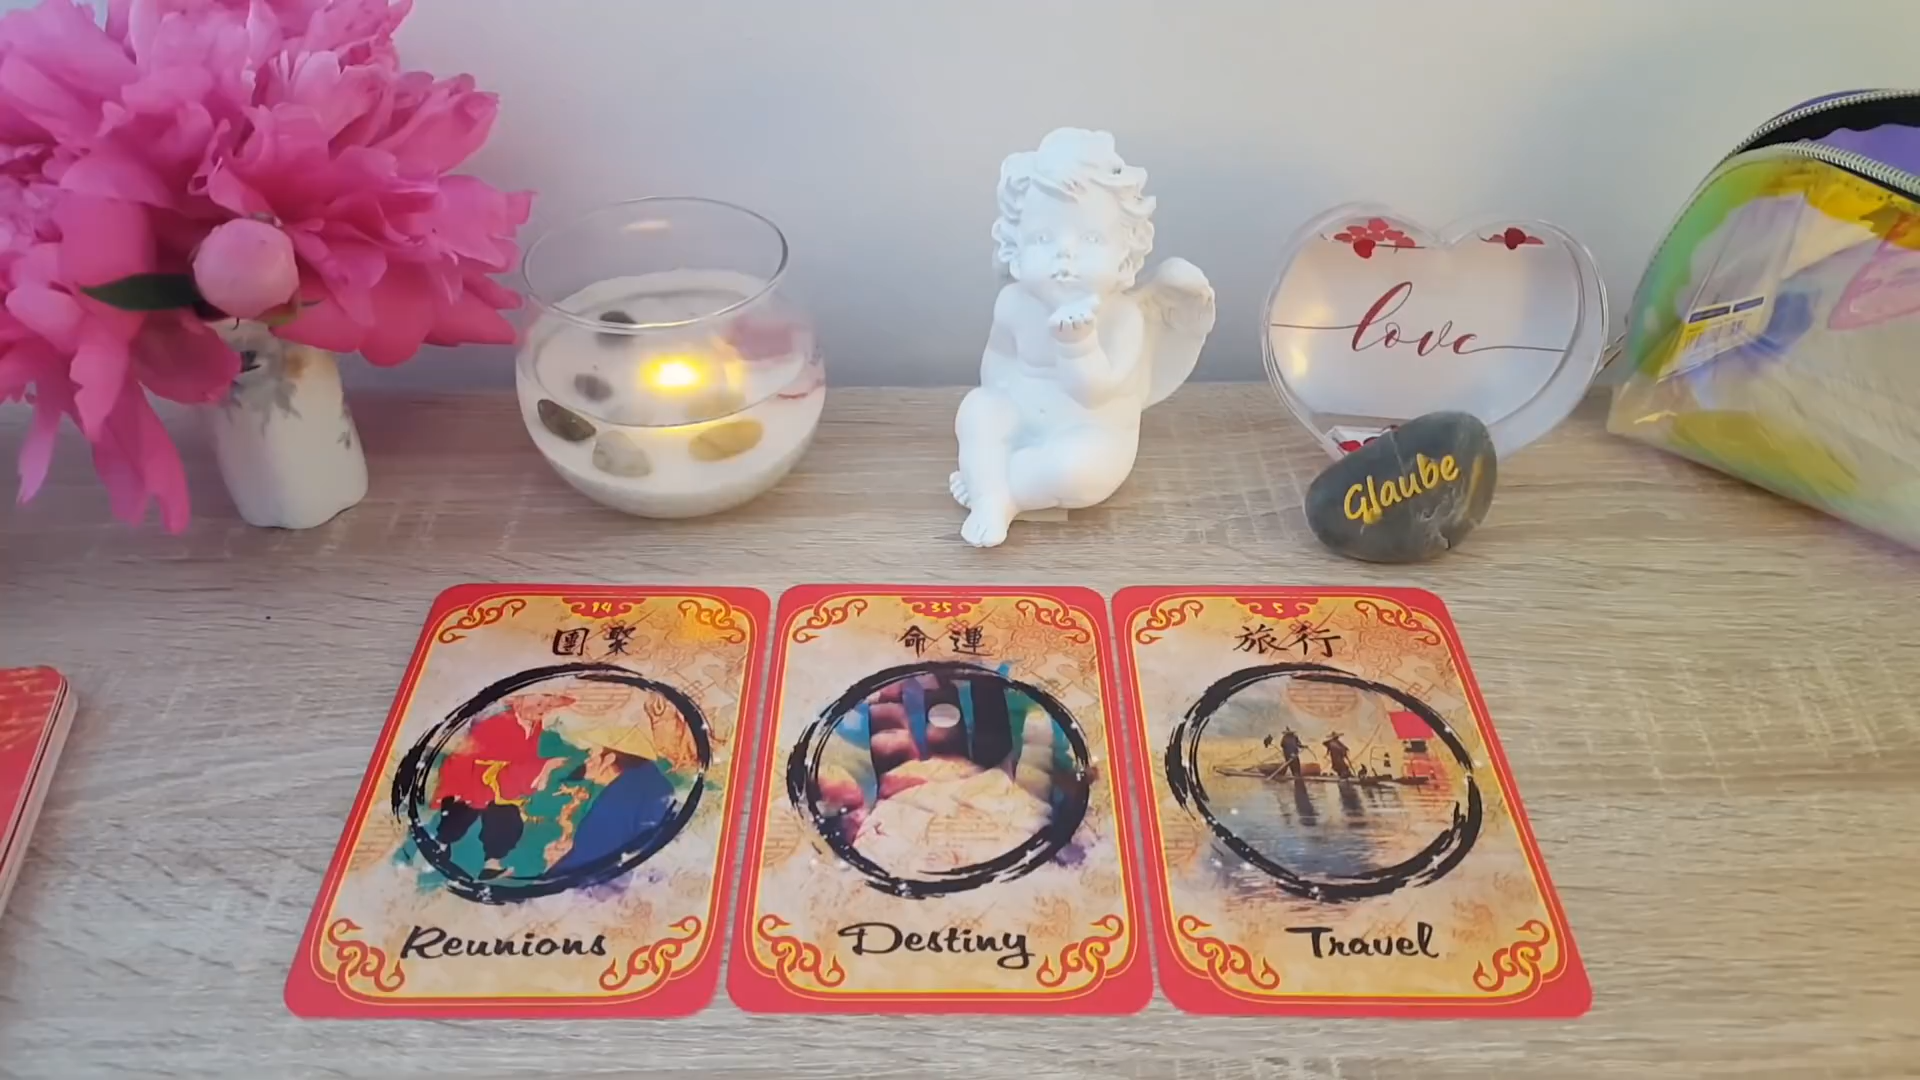 love
Glaube
14
團聚
Reunions
35
命運
Destiny
5
旅行
Travel